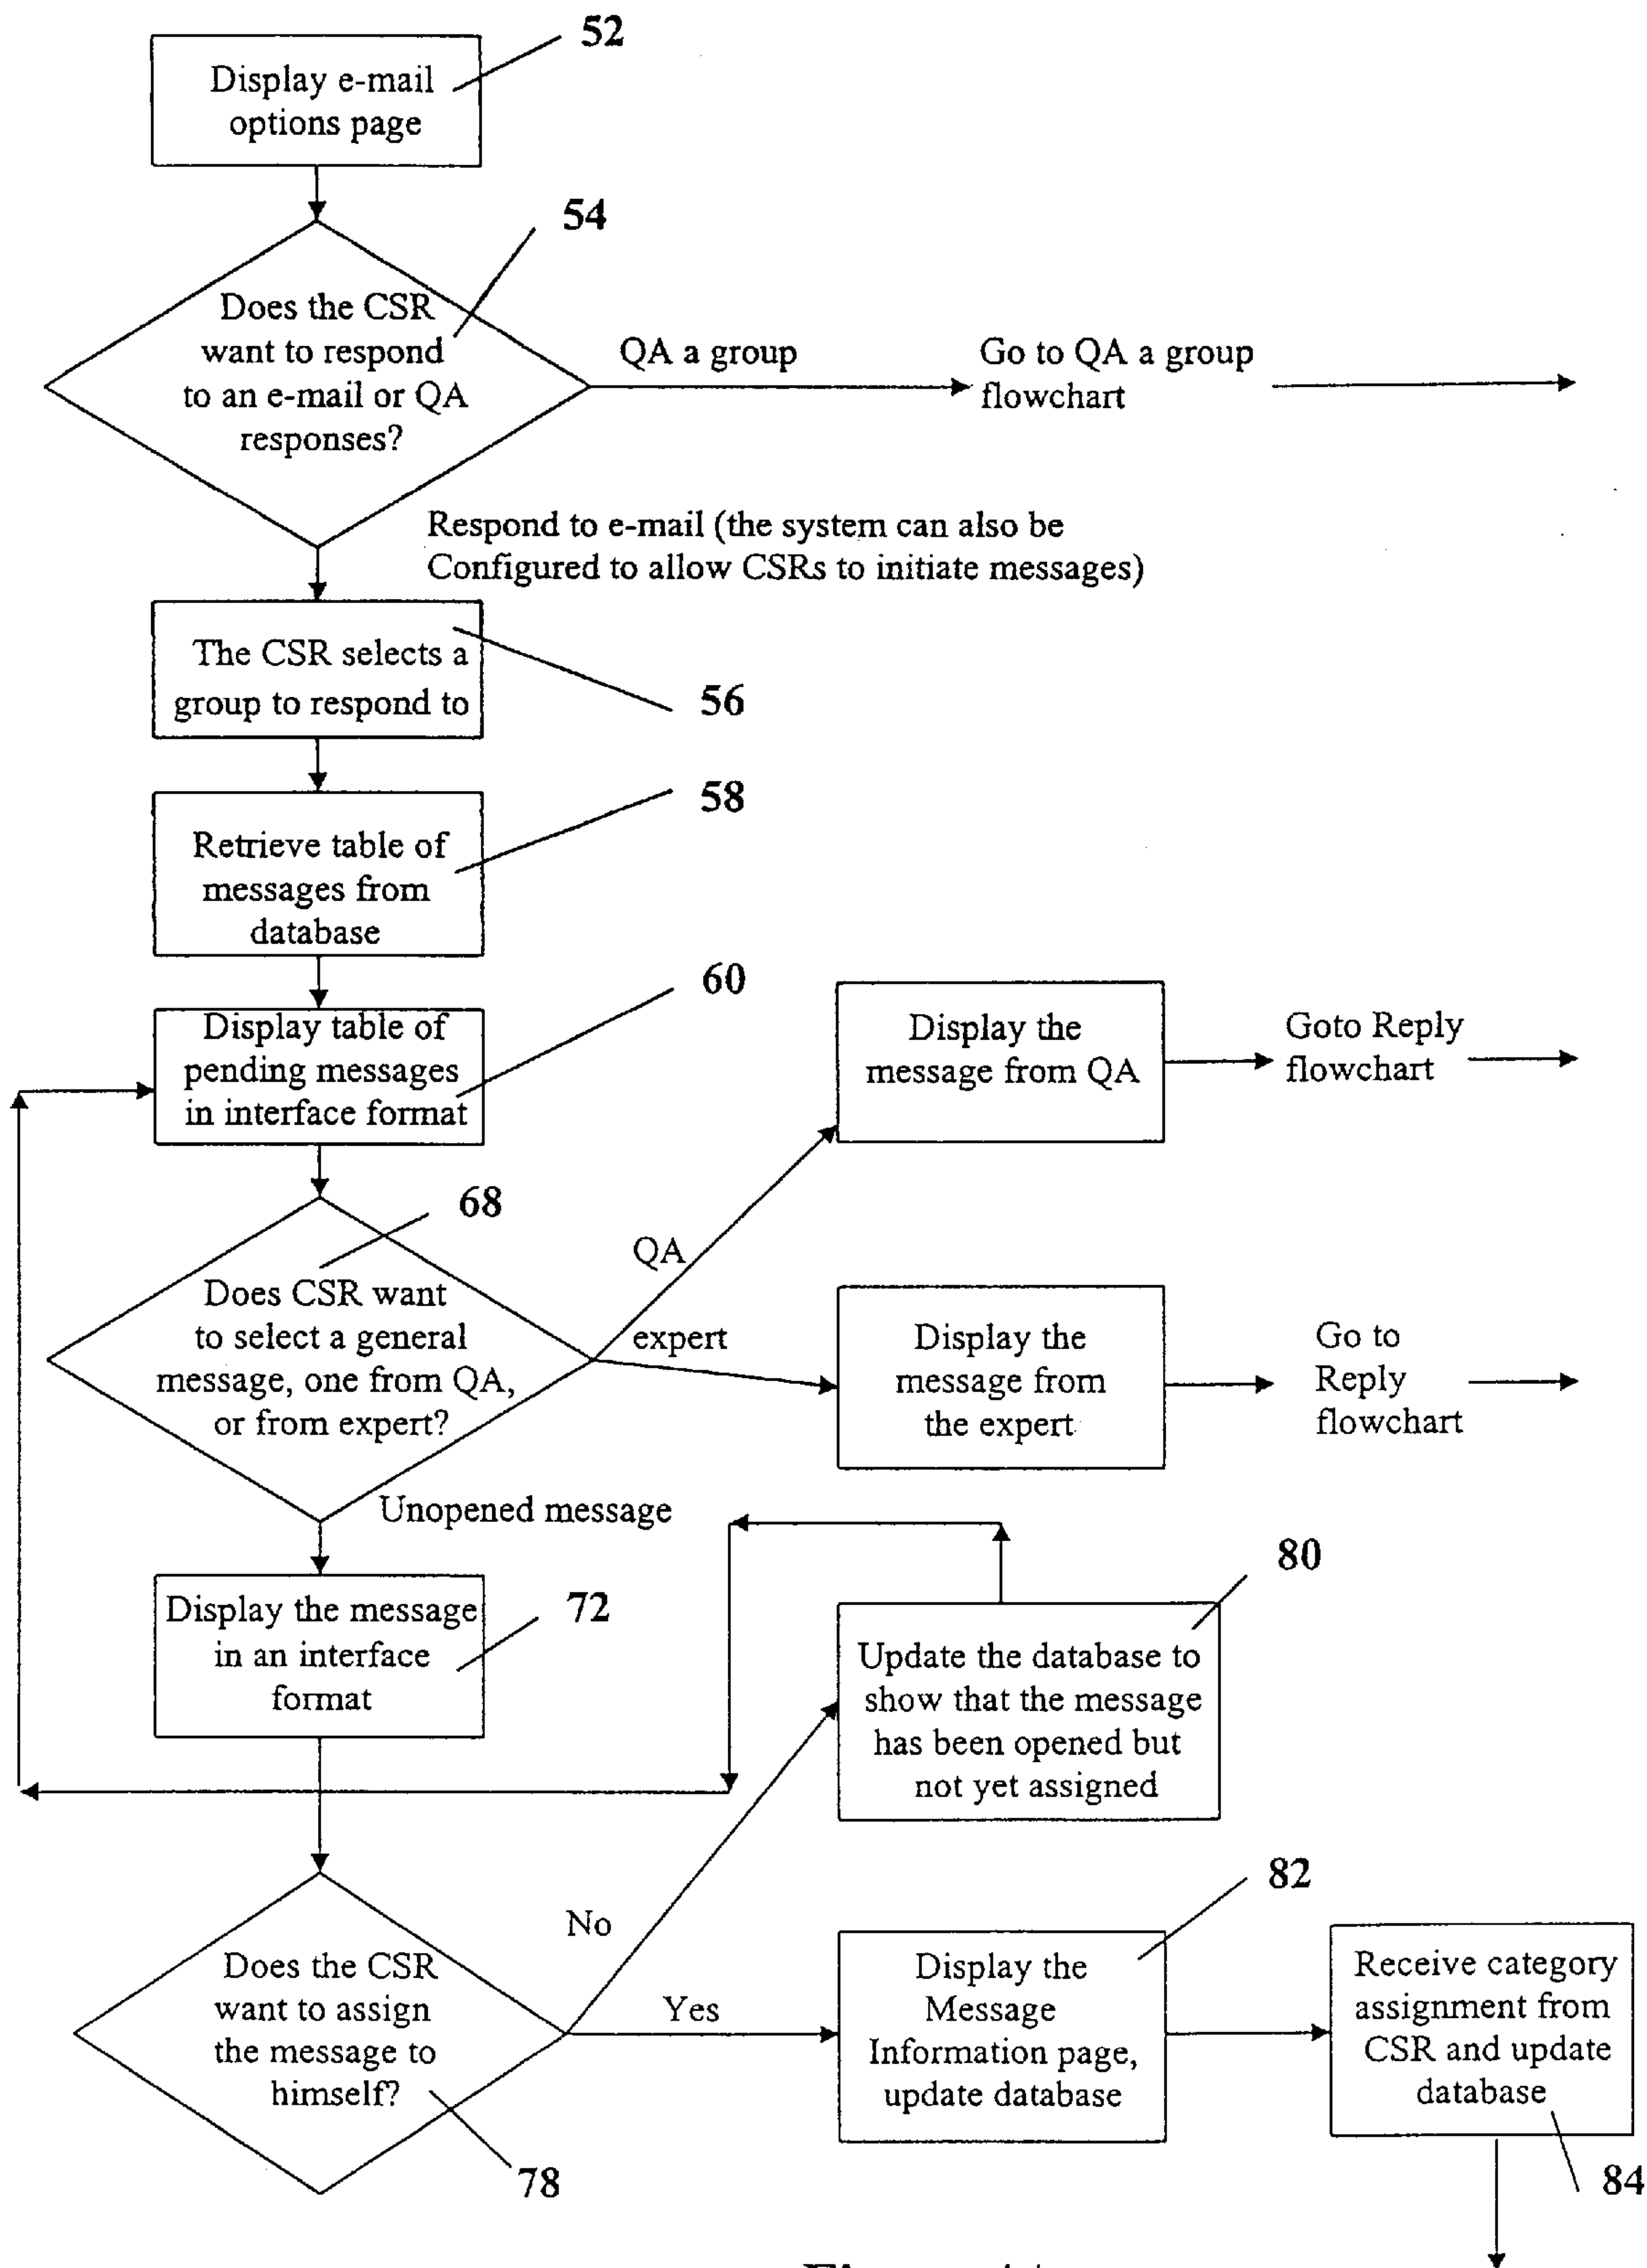 52
Display e-mail
options page
54
Does the CSR
want to respond
to an e-mail or QA
responses?
QA a group
Go to QA a group
flowchart
Respond to e-mail (the system can also be
Configured to allow CSRs to initiate messages)
The CSR selects a
group to respond to
56
58
Retrieve table of
messages from
database
60
Display table of
pending messages
in interface format
Display the
message from QA
Goto Reply
flowchart
68
Does CSR want
to select a general
message, one from QA,
or from expert?
QA
expert
Display the
message from
the expert
Go to
Reply
flowchart
Unopened message
Display the message
in an interface
format
72
80
Update the database to
show that the message
has been opened but
not yet assigned
Does the CSR
want to assign
the message to
himself?
78
No
Yes
82
Display the
Message
Information page,
update database
Receive category
assignment from
CSR and update
database
84